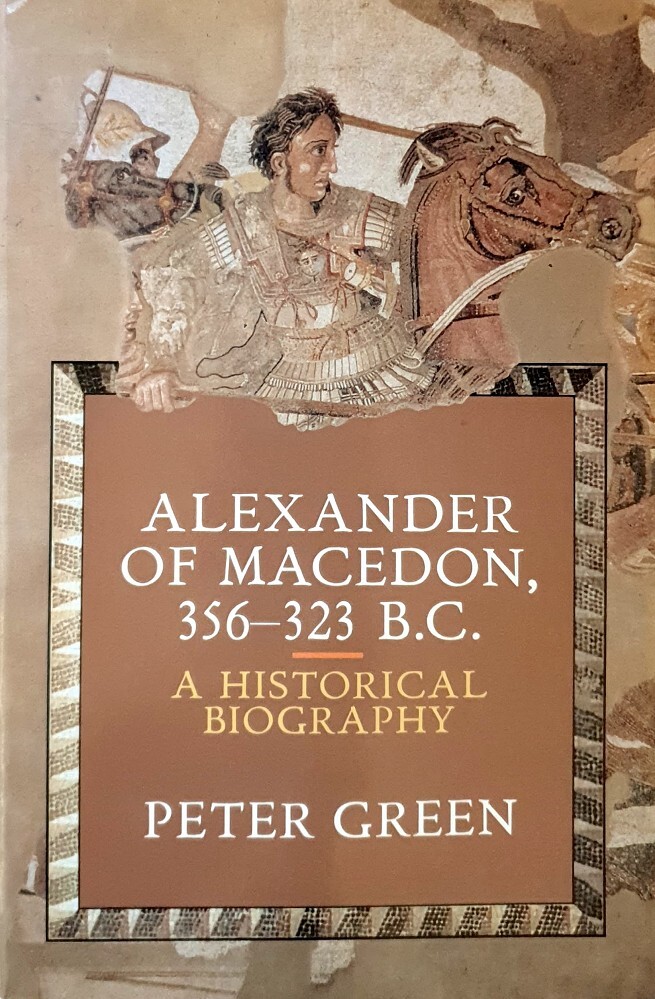 ALEXANDER
OF MACEDON,
356–323 B.C.
A HISTORICAL
BIOGRAPHY
PETER GREEN